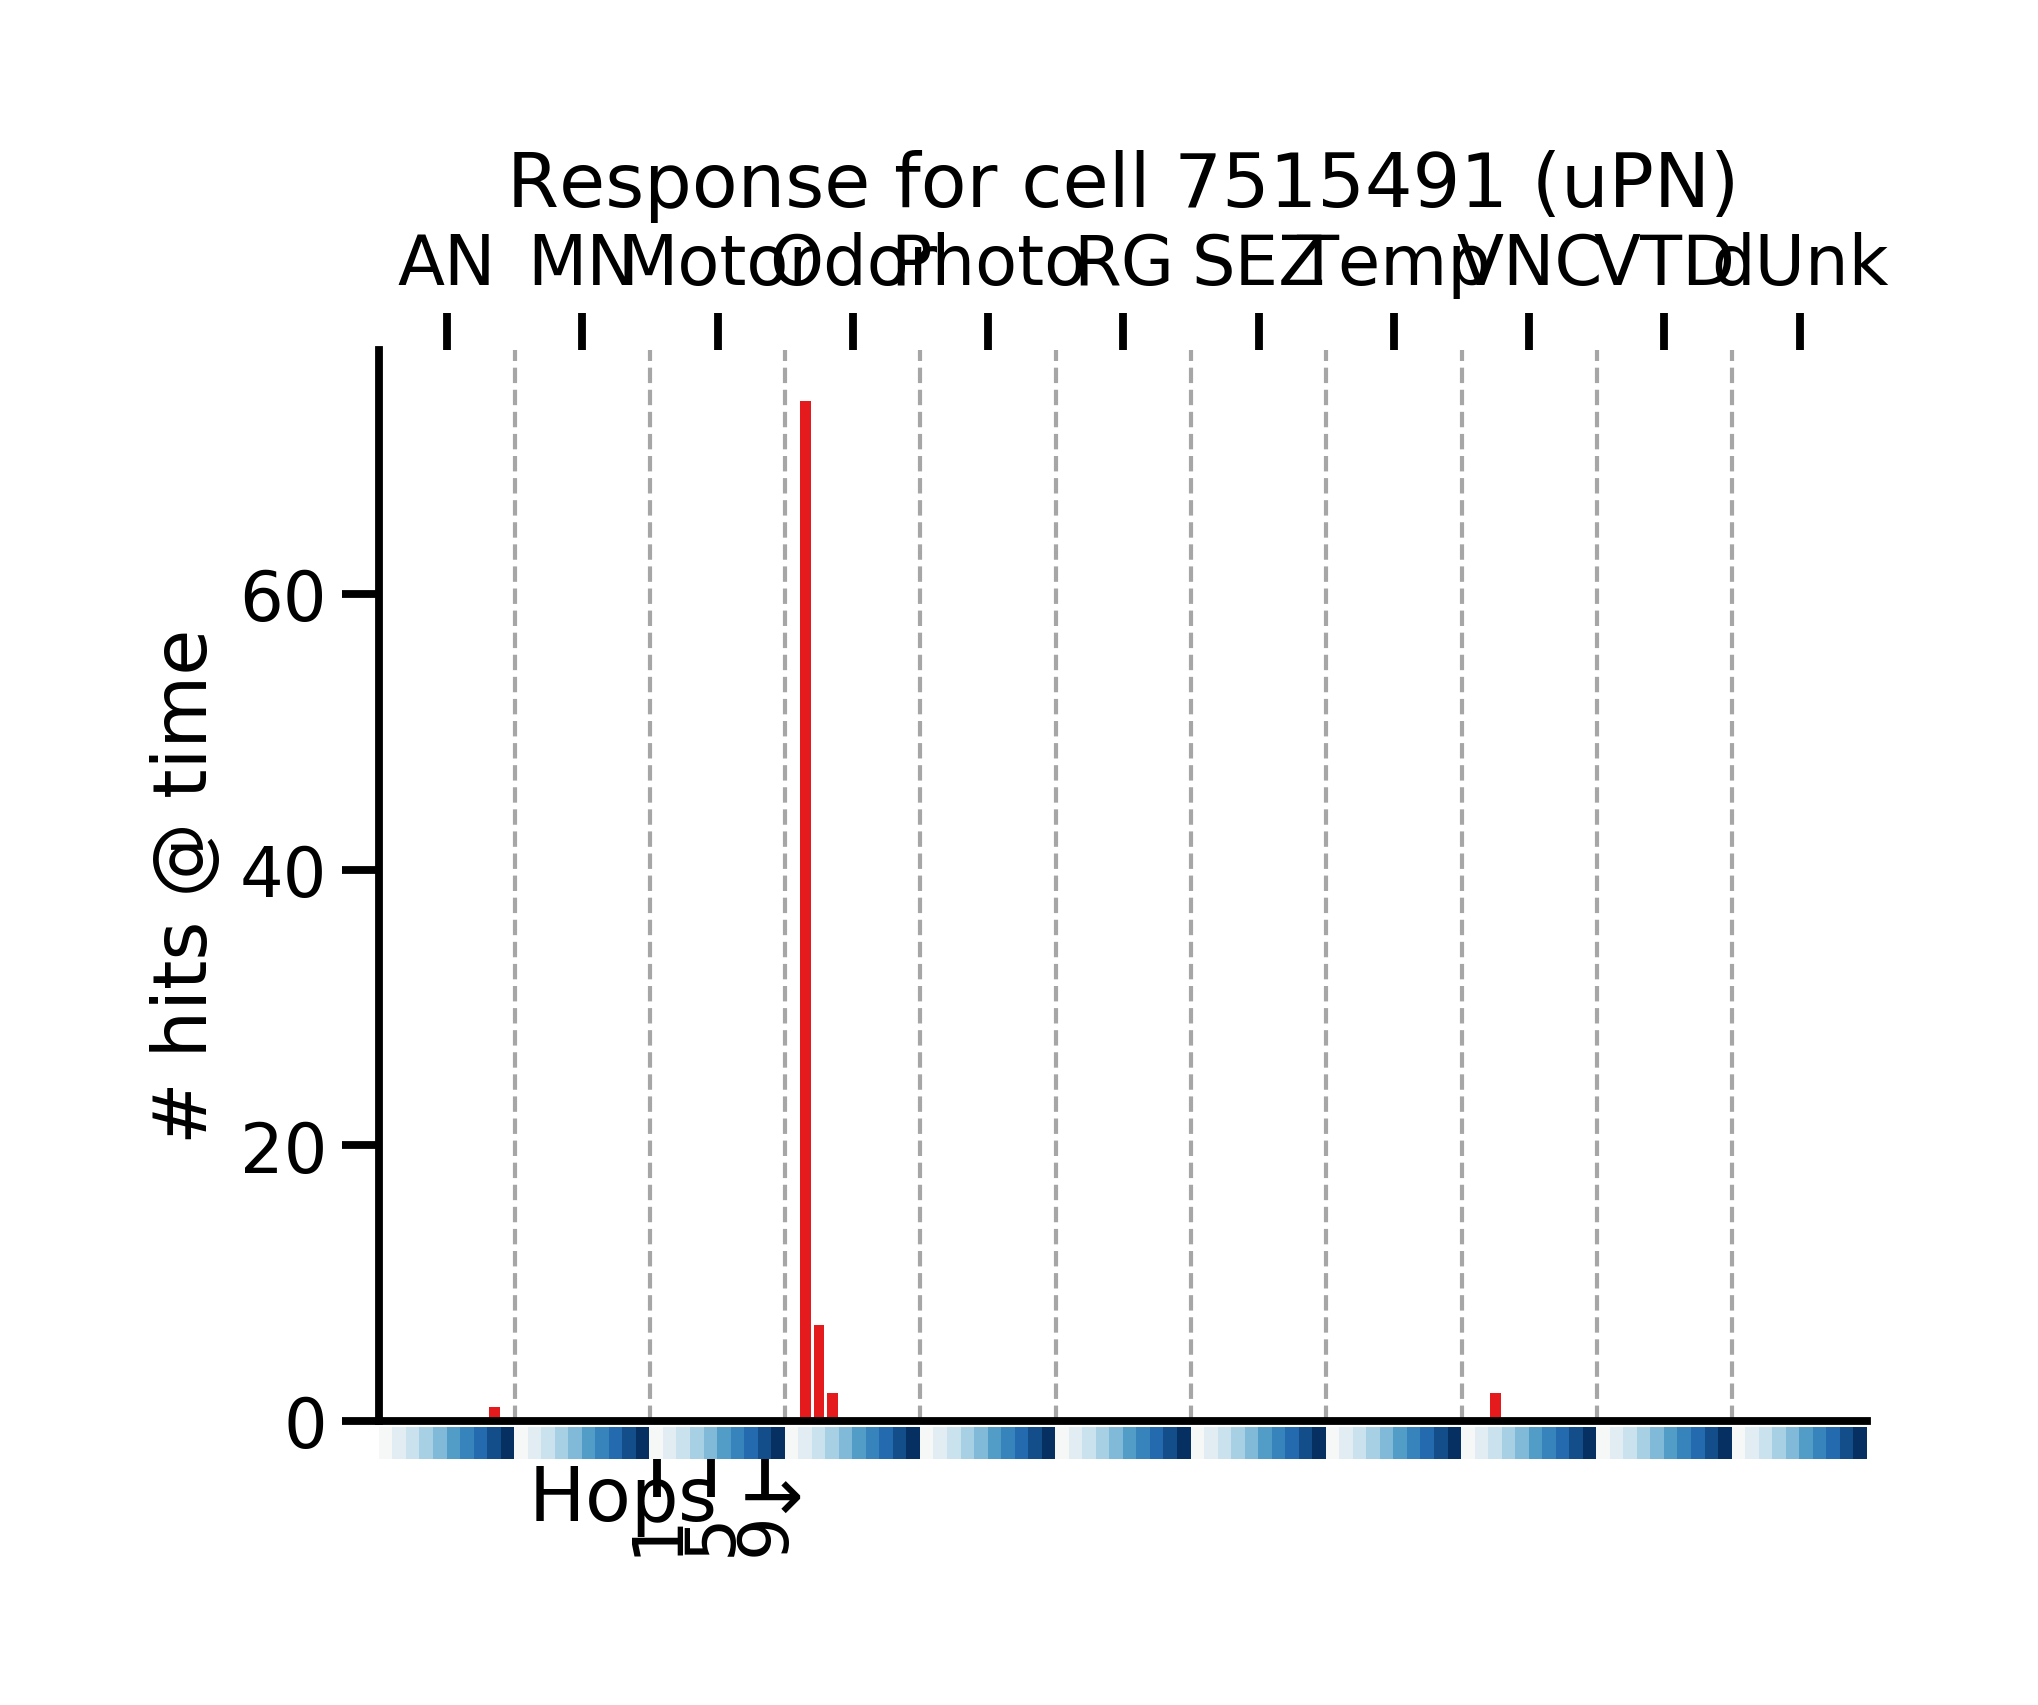 Response for cell 7515491 (uPN)
AN MN Motor Odor Photo RG SEZ Temp VNC VTD dUnk
# hits @ time
60
40
20
0
Hops →
1 5 9